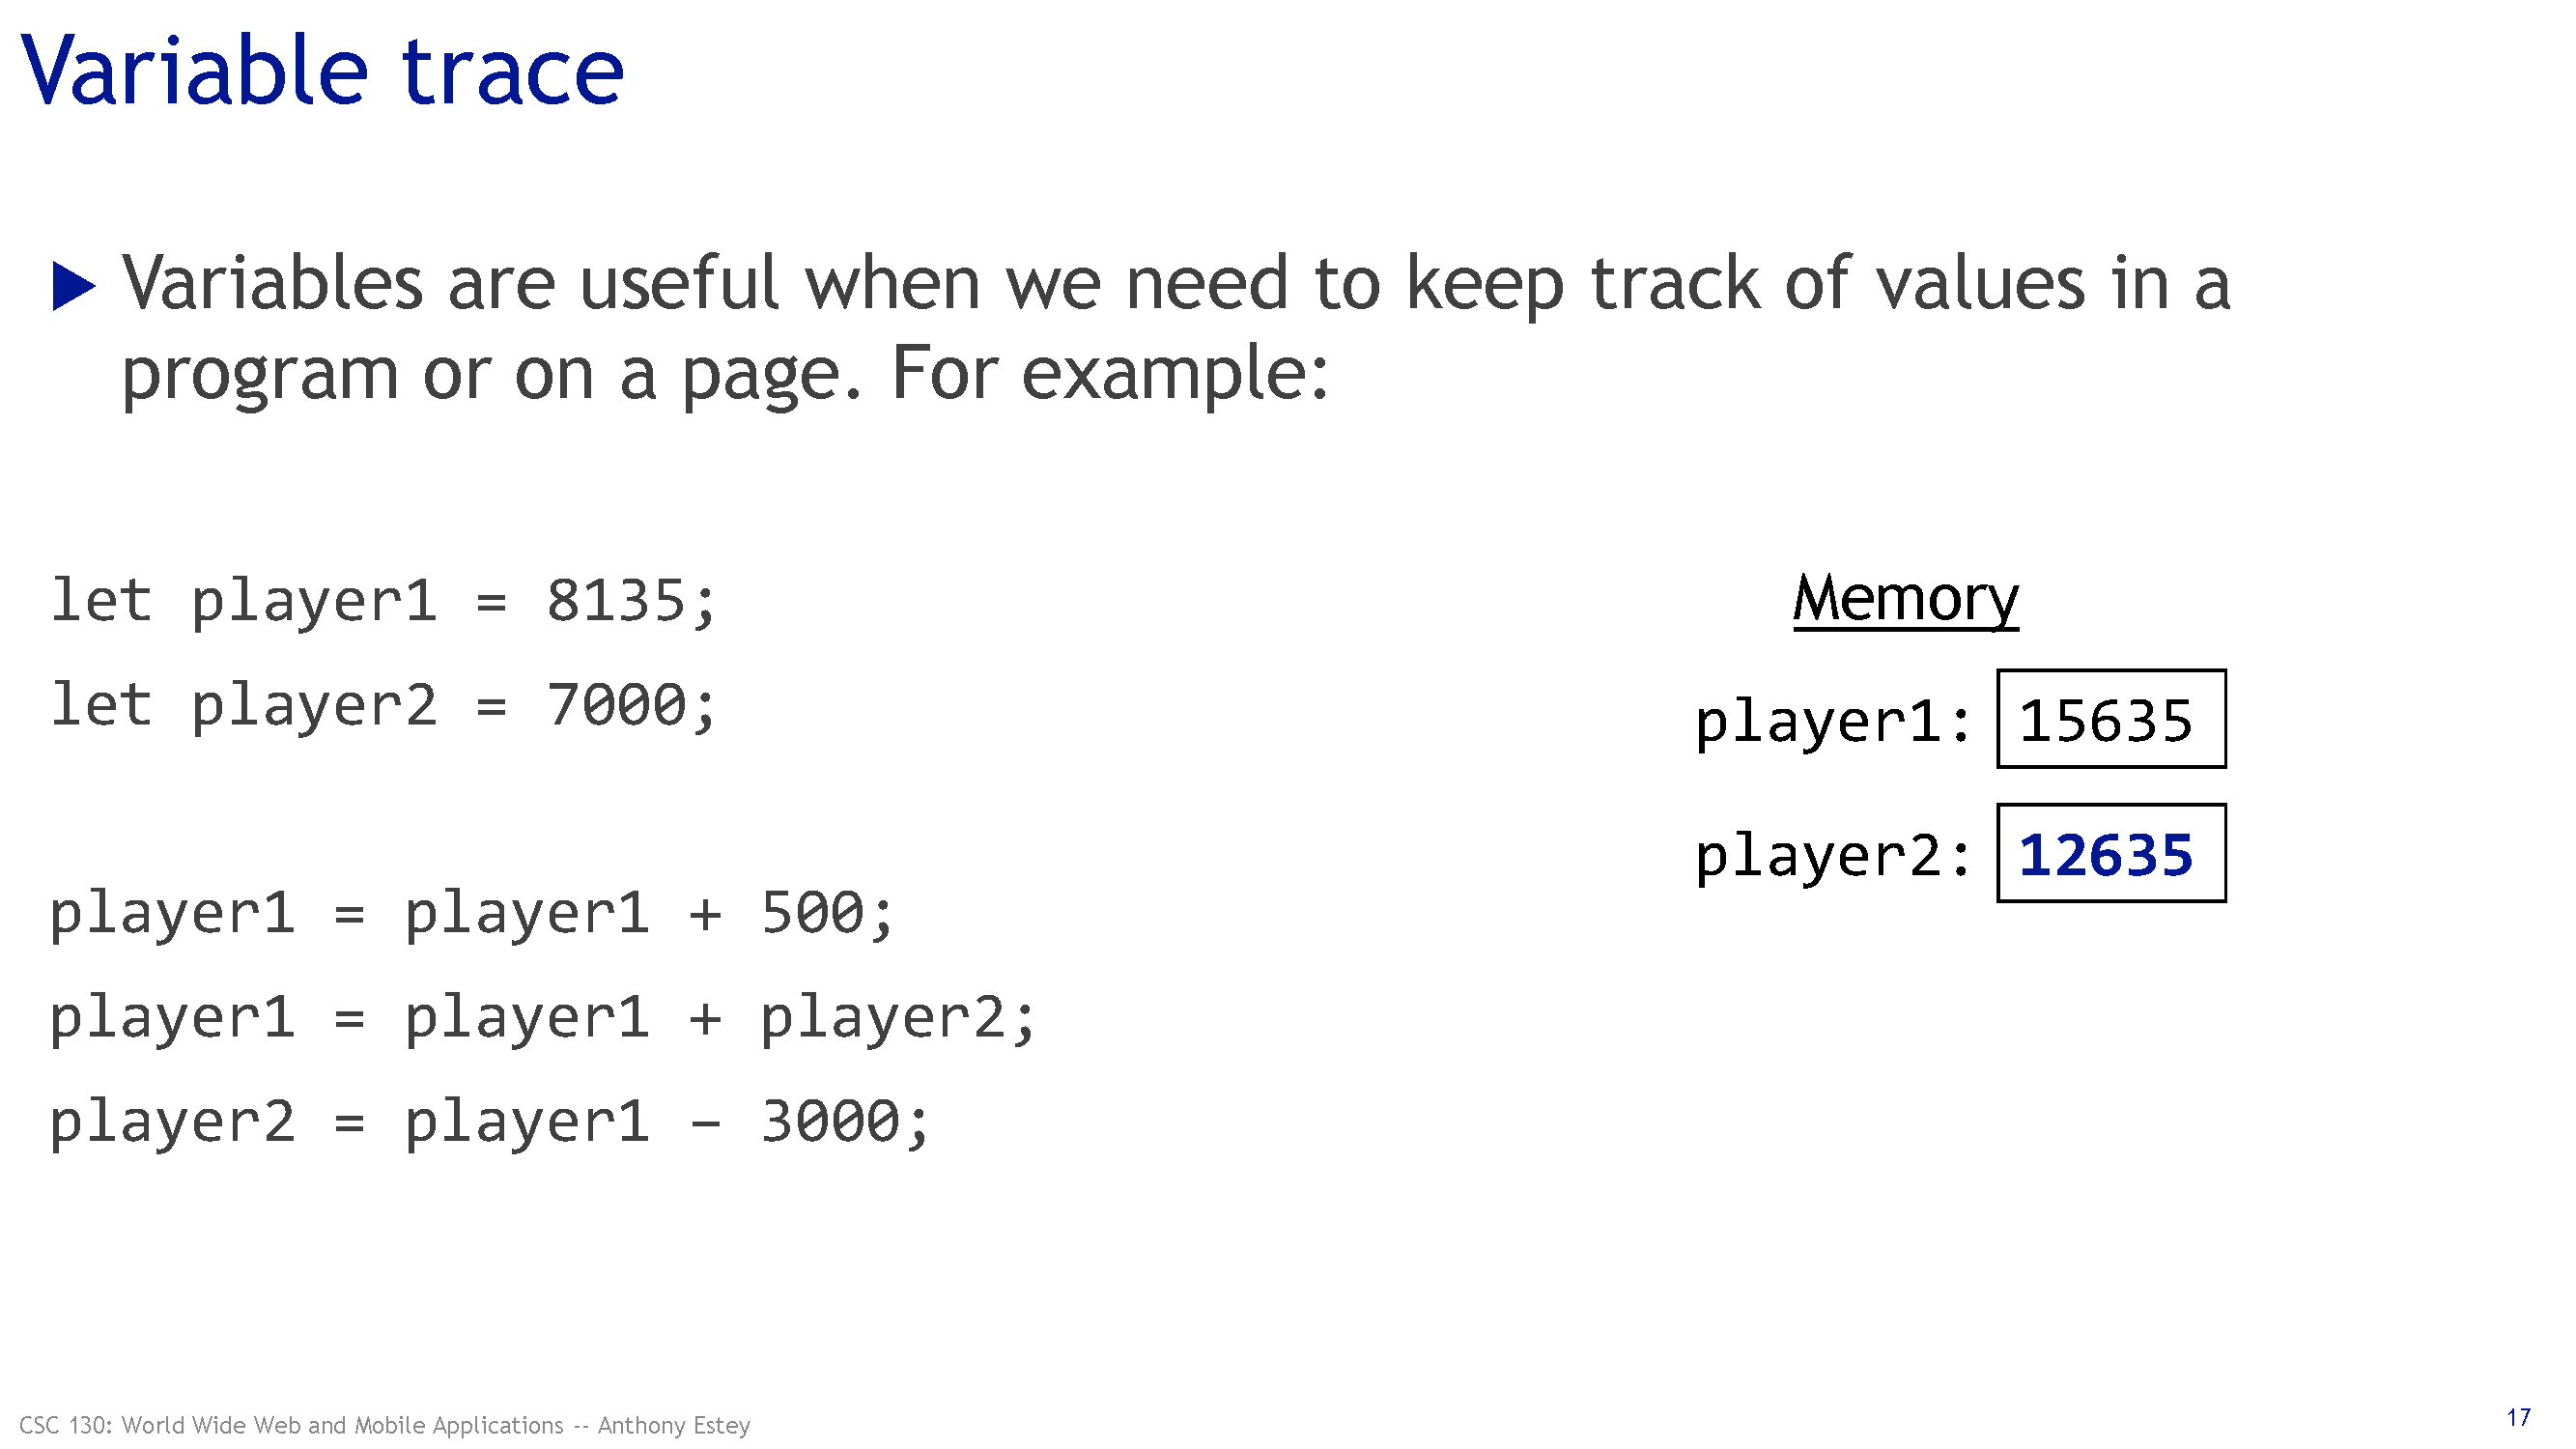 Variable trace
Variables are useful when we need to keep track of values in a
program or on a page. For example:
let player1 = 8135;
let player2 = 7000;
player1 = player1 + 500;
player1 = player1 + player2;
player2 = player1 – 3000;
Memory
player1: 15635
player2: 12635
CSC 130: World Wide Web and Mobile Applications -- Anthony Estey
17